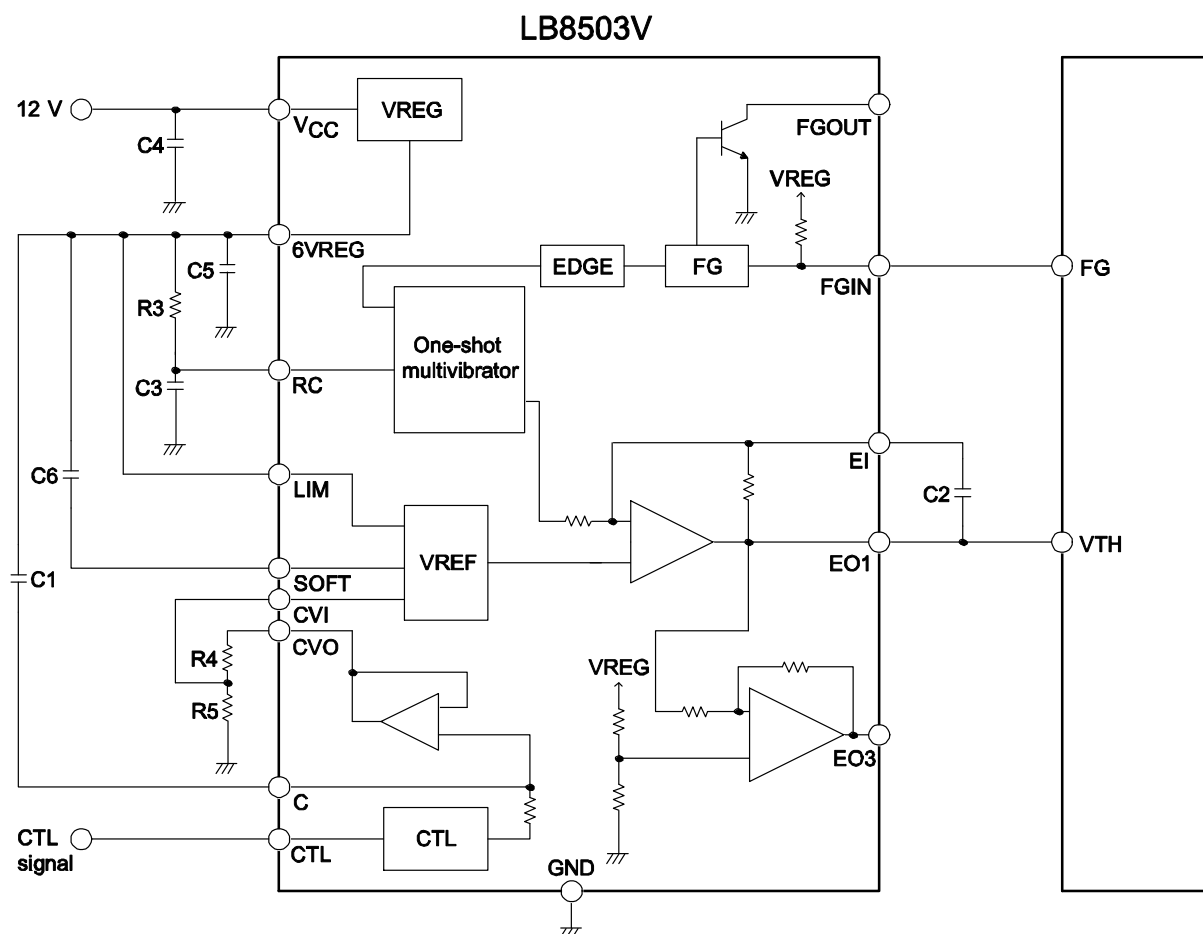 LB8503V
12 V
VCC
VREG
C4
FGOUT
VREG
6VREG
C5
EDGE
FG
FGIN
FG
R3
One-shot
multivibrator
RC
C3
EI
C6
LIM
C2
VREF
EO1
VTH
C1
SOFT
CVI
CVO
R4
VREG
R5
EO3
C
CTL
signal
CTL
CTL
GND